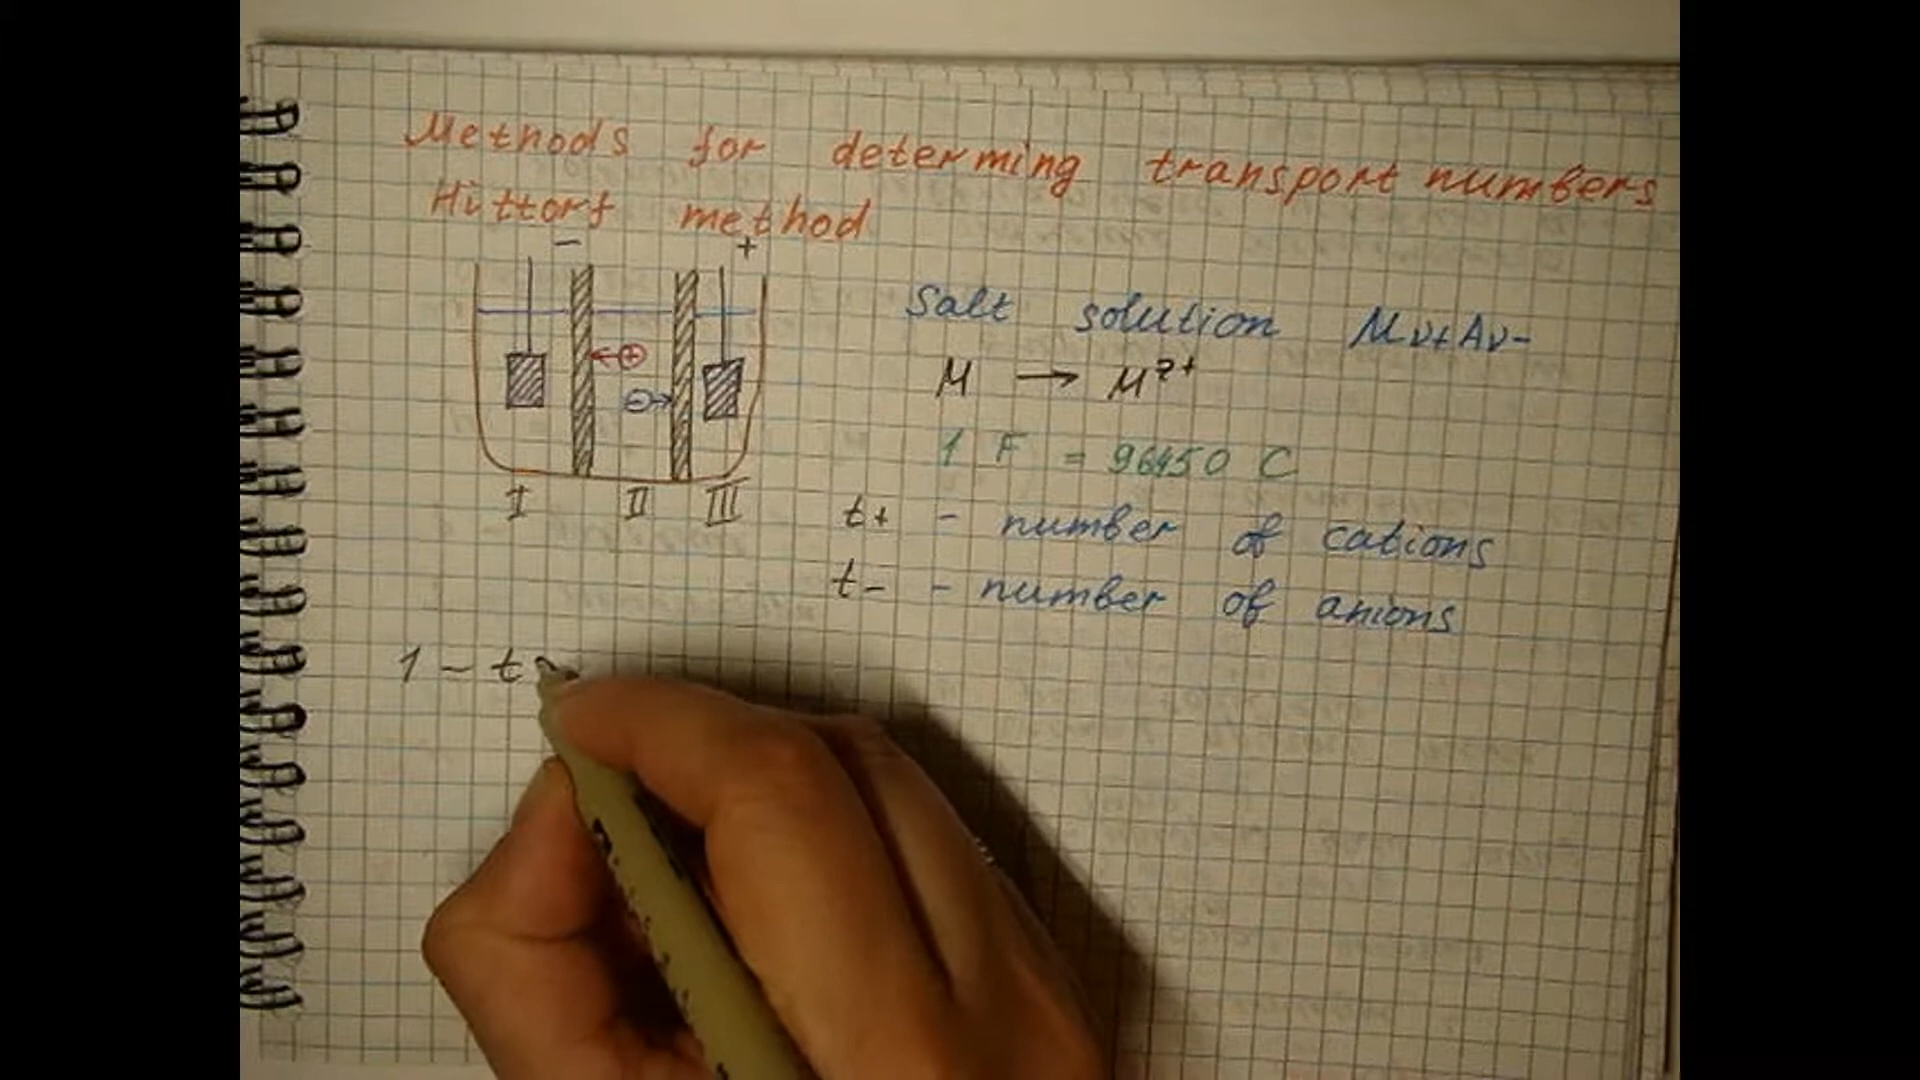 Methods for determing transport numbers
Hittorf method
− +
⊕
⊖
I II III
Salt solution Mν+Aν-
M → Mz+
1 F = 96450 C
t+ - number of cations
t- - number of anions
1 - t